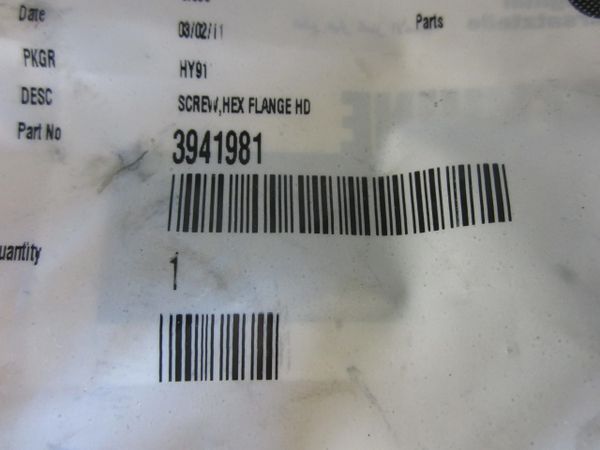 Parts
Date 03/02/11
PKGR HY91
DESC SCREW,HEX FLANGE HD
Part No 3941981
uantity 1